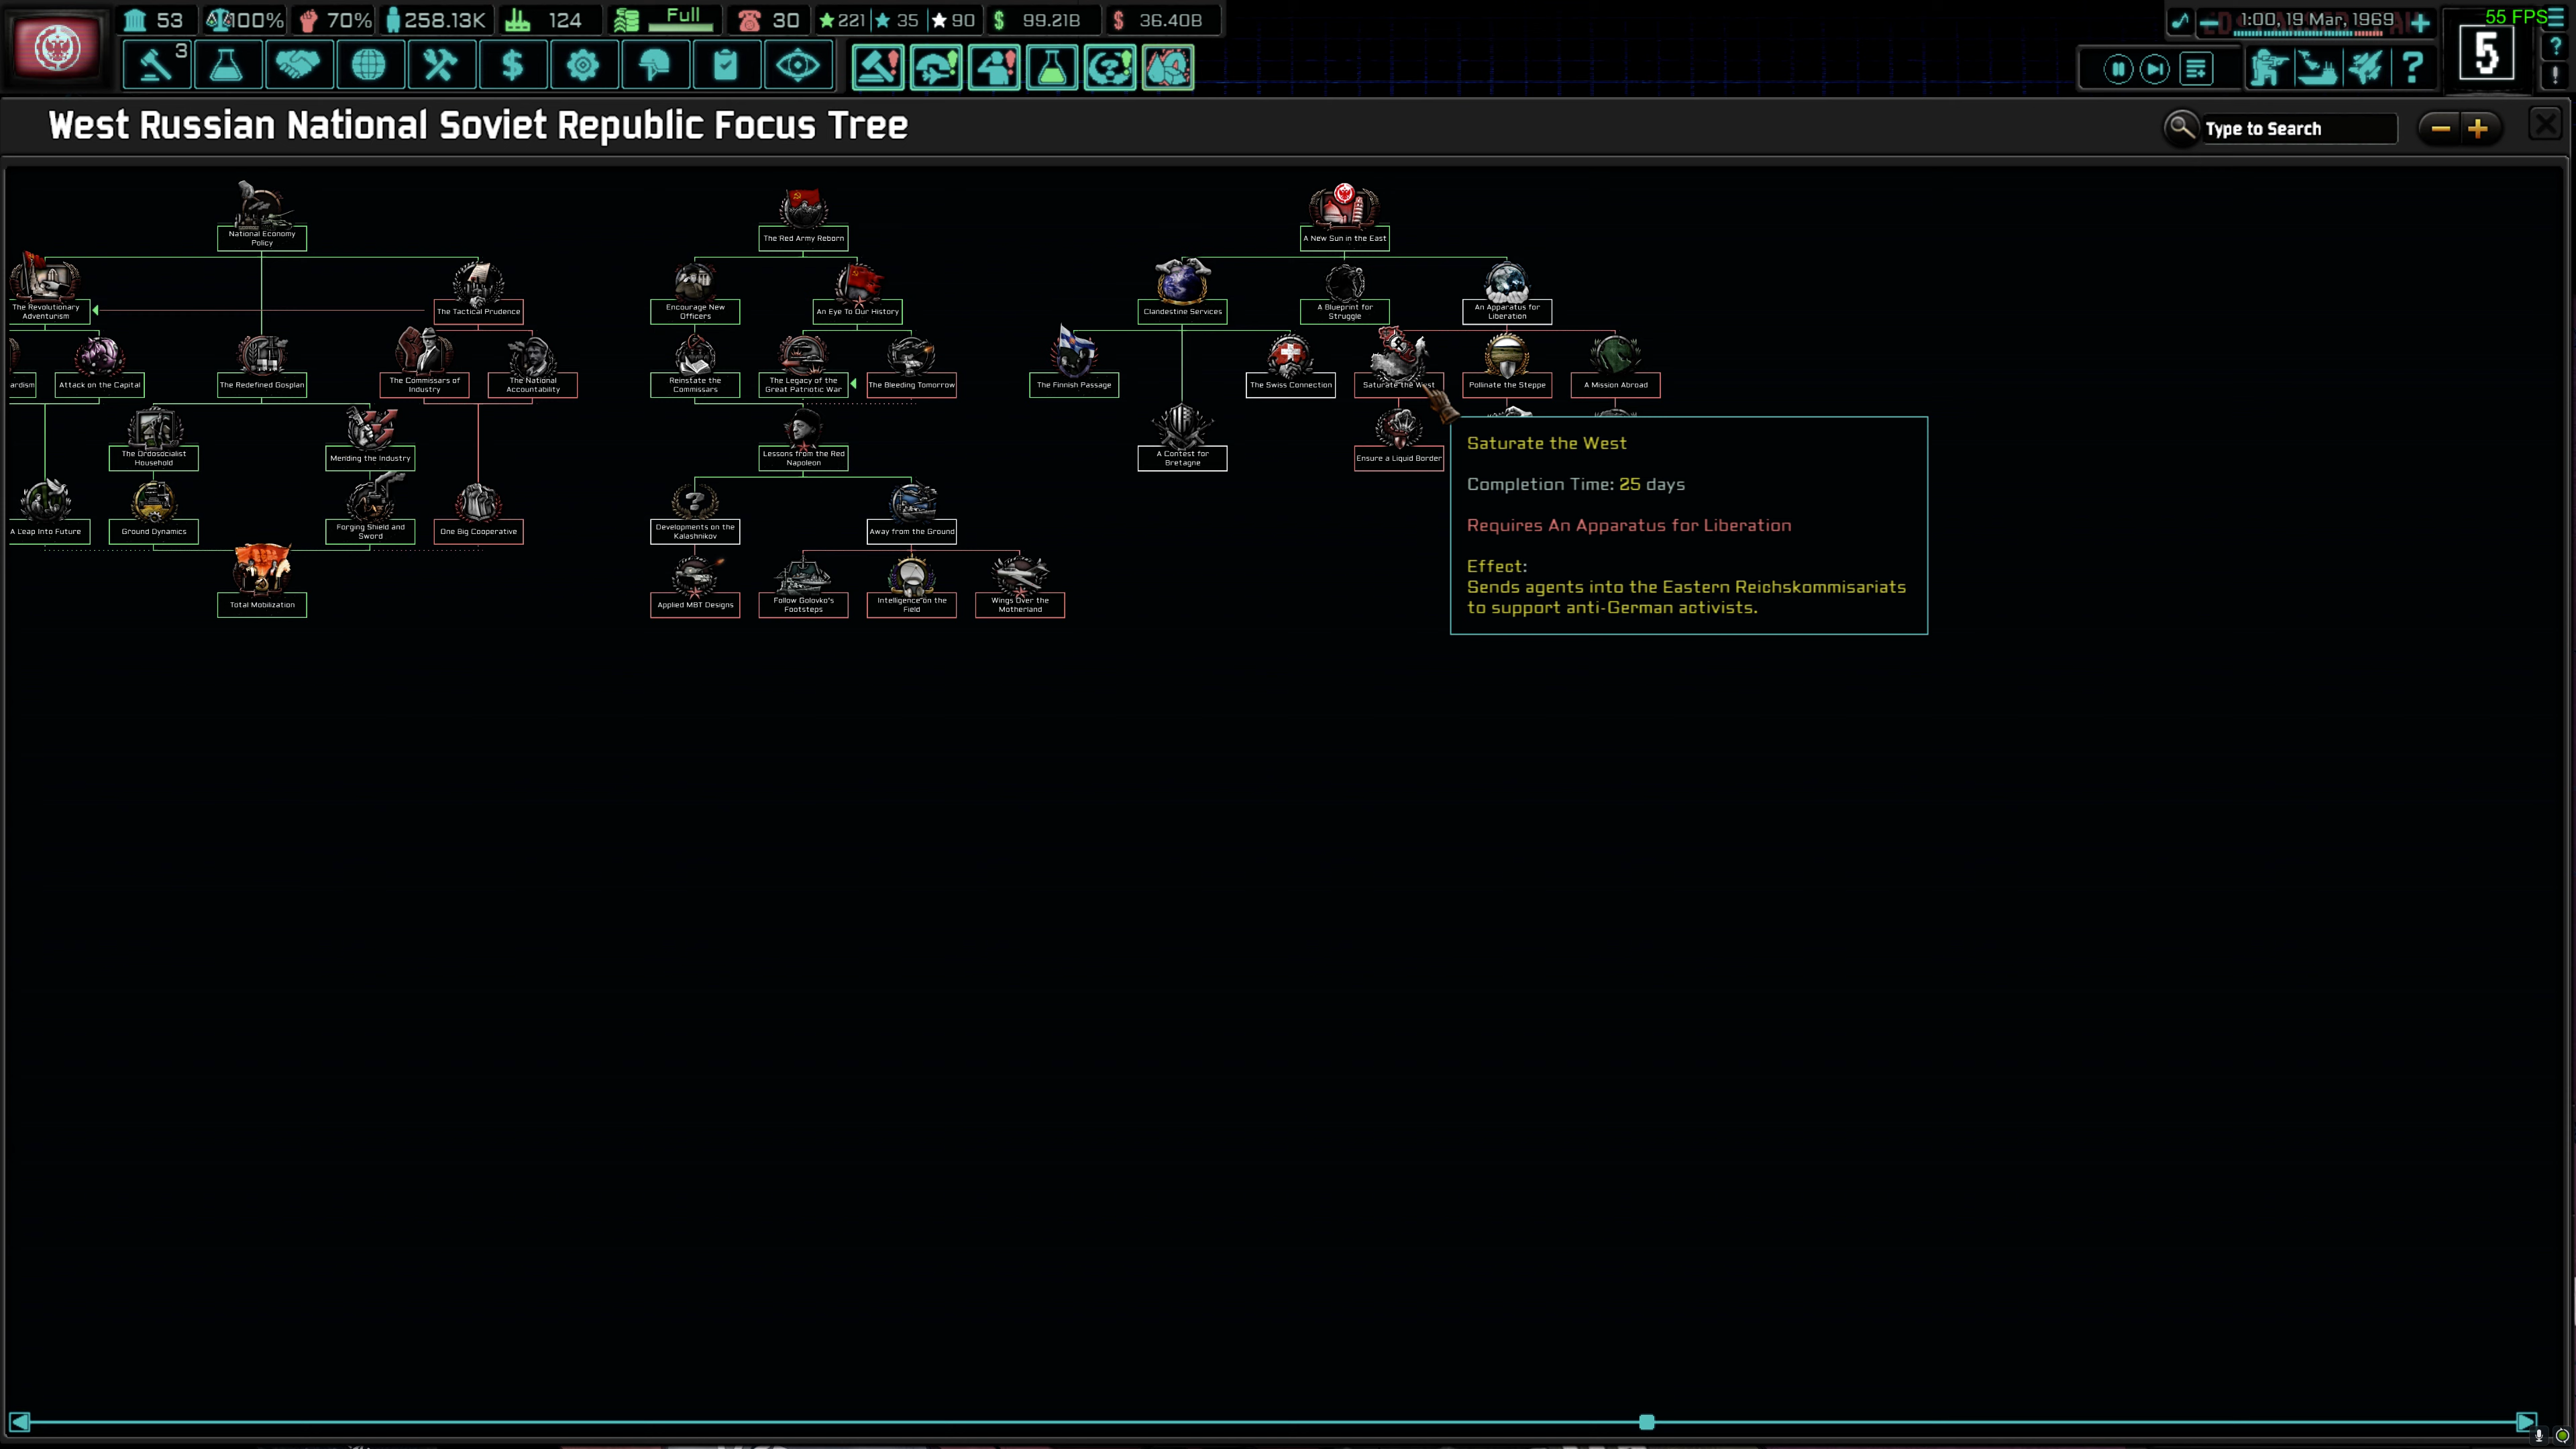 53
100%
70%
258.13K
124
Full
30
221
35
90
$ 99.21B
$ 36.40B
1:00, 19 Mar, 1969
55 FPS
3
5
West Russian National Soviet Republic Focus Tree
Type to Search
National Economy
Policy
The Red Army Reborn
A New Sun in the East
The Revolutionary
Adventurism
The Tactical Prudence
Encourage New
Officers
An Eye To Our History
Clandestine Services
A Blueprint for
Struggle
An Apparatus for
Liberation
ardism
Attack on the Capital
The Redefined Gosplan
The Commissars of
Industry
The National
Accountability
Reinstate the
Commissars
The Legacy of the
Great Patriotic War
The Bleeding Tomorrow
The Finnish Passage
The Swiss Connection
Saturate the West
Pollinate the Steppe
A Mission Abroad
The Ordosocialist
Household
Mending the Industry
Lessons from the Red
Napoleon
A Contest for
Bretagne
Ensure a Liquid Border
A Leap Into Future
Ground Dynamics
Forging Shield and
Sword
One Big Cooperative
Developments on the
Kalashnikov
Away from the Ground
Total Mobilization
Applied MBT Designs
Follow Golovko's
Footsteps
Intelligence on the
Field
Wings Over the
Motherland
Saturate the West
Completion Time: 25 days
Requires An Apparatus for Liberation
Effect:
Sends agents into the Eastern Reichskommisariats
to support anti-German activists.